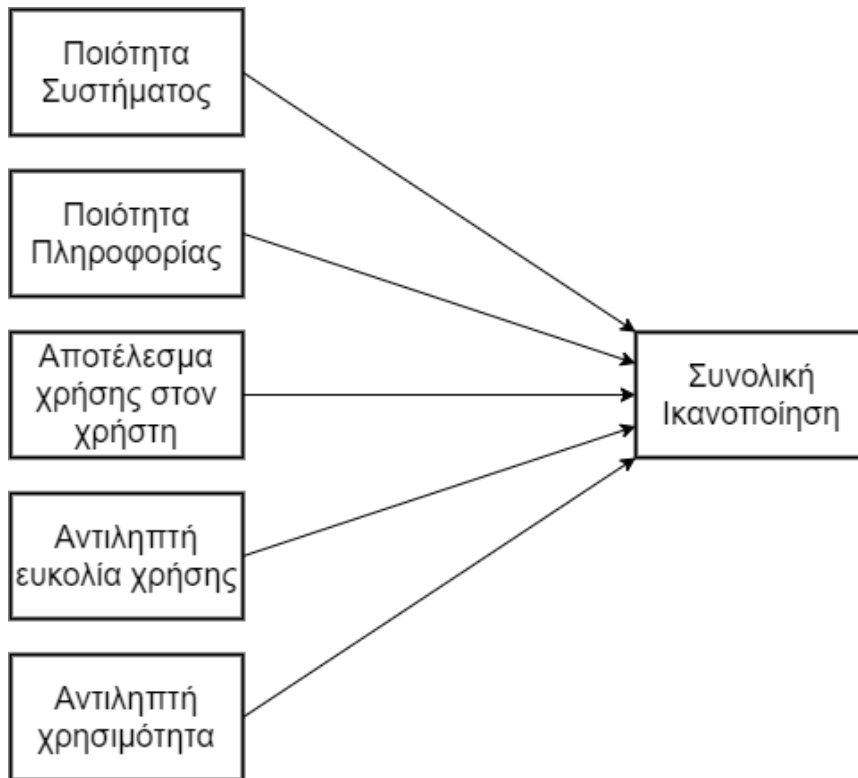 Ποιότητα
Συστήματος
Ποιότητα
Πληροφορίας
Αποτέλεσμα
χρήσης στον
χρήστη
Αντιληπτή
ευκολία χρήσης
Αντιληπτή
χρησιμότητα
Συνολική
Ικανοποίηση